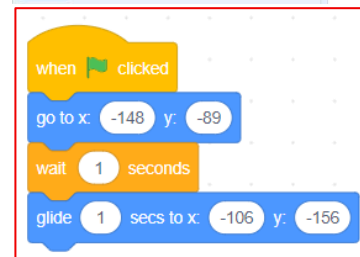 when clicked
go to x: -148 y: -89
wait 1 seconds
glide 1 secs to x: -106 y: -156